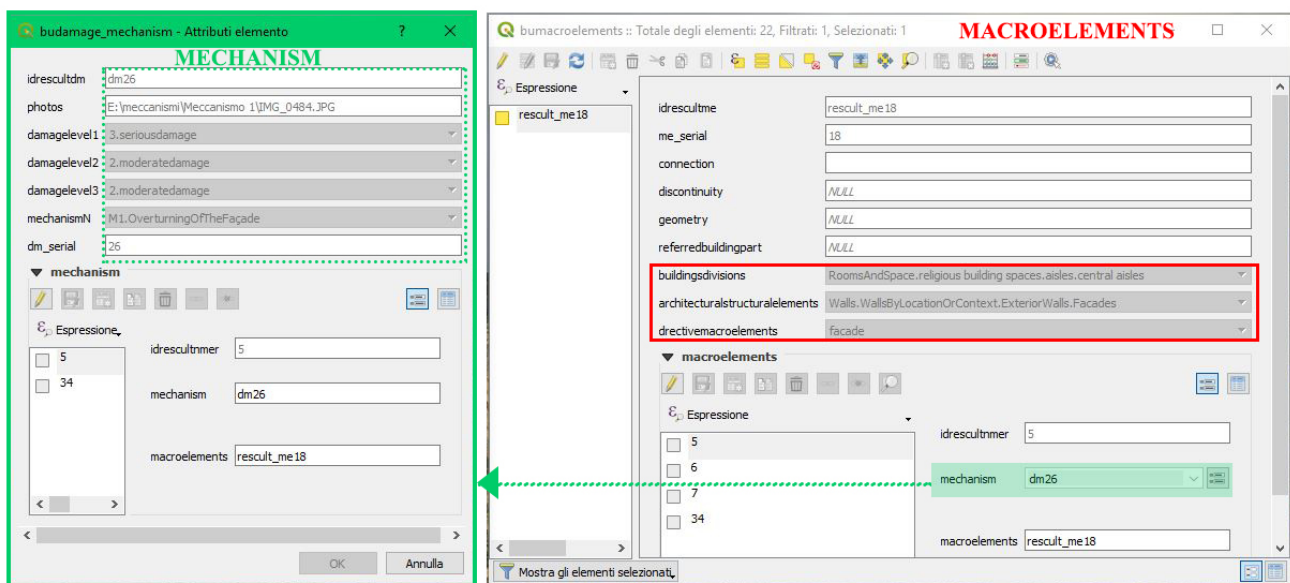 budamage_mechanism - Attributi elemento
MECHANISM
idrescultdm dm26
photos E:\meccanismi\Meccanismo 1\IMG_0484.JPG
damagelevel1 3.seriousdamage
damagelevel2 2.moderatedamage
damagelevel3 2.moderatedamage
mechanismN M1.OverturningOfTheFaçade
dm_serial 26
mechanism
Espressione
5
34
idrescultnmer 5
mechanism dm26
macroelements rescult_me18
OK Annulla
bumacroelements :: Totale degli elementi: 22, Filtrati: 1, Selezionati: 1
MACROELEMENTS
Espressione
rescult_me18
idrescultme rescult_me18
me_serial 18
connection
discontinuity NULL
geometry NULL
referredbuildingpart NULL
buildingsdivisions RoomsAndSpace.religious building spaces.aisles.central aisles
architecturalstructuralelements Walls.WallsByLocationOrContext.ExteriorWalls.Facades
drectivemacroelements facade
macroelements
Espressione
5
6
7
34
idrescultnmer 5
mechanism dm26
macroelements rescult_me18
Mostra gli elementi selezionati